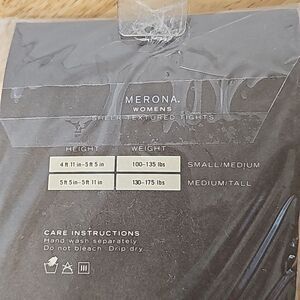 MERONA.
WOMENS
SHEER TEXTURED TIGHTS
HEIGHT WEIGHT
4 ft 11 in-5 ft 5 in 100-135 lbs SMALL/MEDIUM
5 ft 5 in-5 ft 11 in 130-175 lbs MEDIUM/TALL
CARE INSTRUCTIONS
Hand wash separately
Do not bleach. Drip dry.